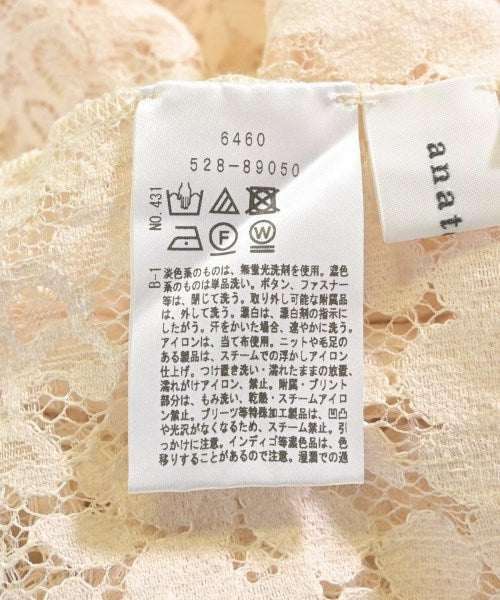 6460
528-89050
NO. 431
F
W
B-1
淡色系のものは、無蛍光洗剤を使用。濃色
系のものは単品洗い。ボタン、ファスナー
等は、閉じて洗う。取り外し可能な附属品
は、外して洗う。漂白は、漂白剤の指示に
したがう。汗をかいた場合、速やかに洗う。
アイロンは、当て布使用。ニットや毛足の
ある製品は、スチームでの浮かしアイロン
仕上げ。つけ置き洗い・濡れたままの放置、
濡れがけアイロン、禁止。附属・プリント
部分は、もみ洗い、乾燥・スチームアイロ
ン禁止。プリーツ等特殊加工製品は、凹凸
や光沢がなくなるため、スチーム禁止。引
っかけに注意。インディゴ等濃色品は、色
移りすることがあるので注意。湿潤での過
anat